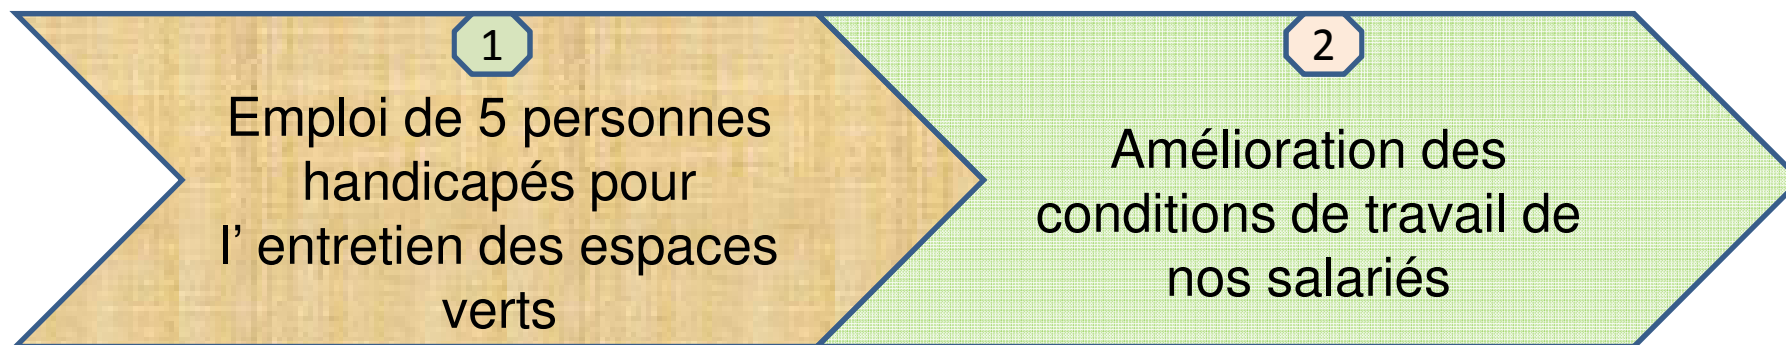 1
Emploi de 5 personnes
handicapés pour
l’ entretien des espaces
verts
2
Amélioration des
conditions de travail de
nos salariés